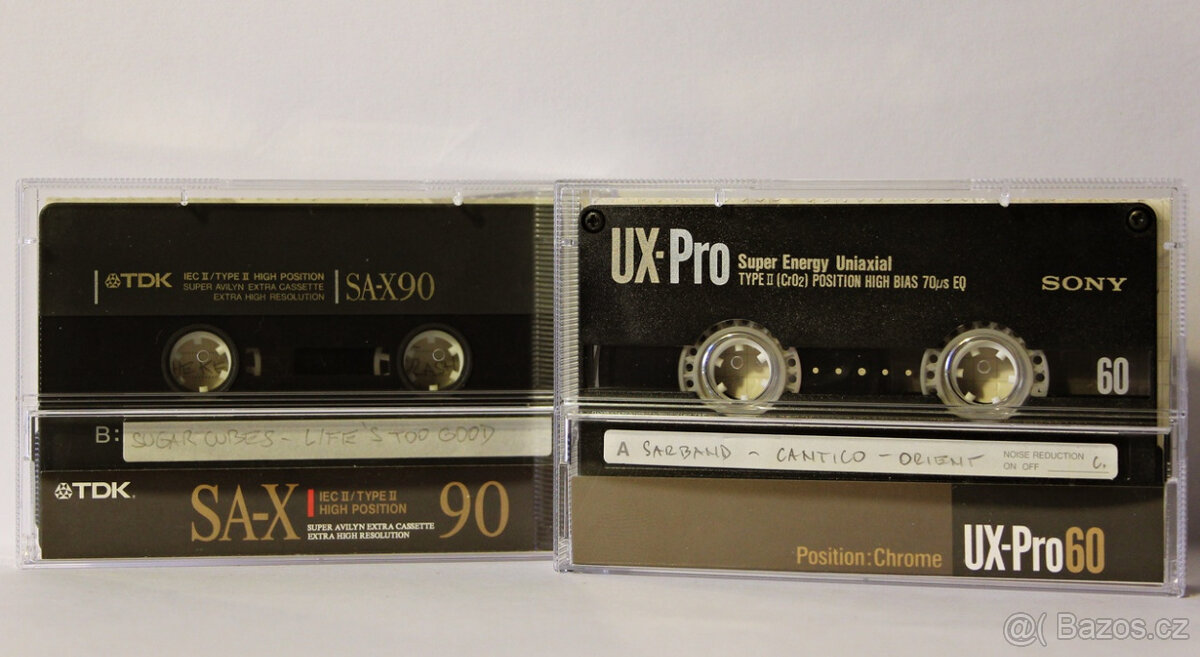 TDK
IEC II/TYPE II HIGH POSITION
SUPER AVILYN EXTRA CASSETTE
EXTRA HIGH RESOLUTION
SA-X90
B: SUGARCUBES - LIFE'S TOO GOOD
TDK.
SA-X
IEC II/TYPE II
HIGH POSITION
SUPER AVILYN EXTRA CASSETTE
EXTRA HIGH RESOLUTION
90
UX-Pro
Super Energy Uniaxial
TYPE II (CrO2) POSITION HIGH BIAS 70µs EQ
SONY
60
A SARBAND - CANTICO - ORIENT
NOISE REDUCTION
ON OFF C.
Position:Chrome
UX-Pro60
@( Bazos.cz